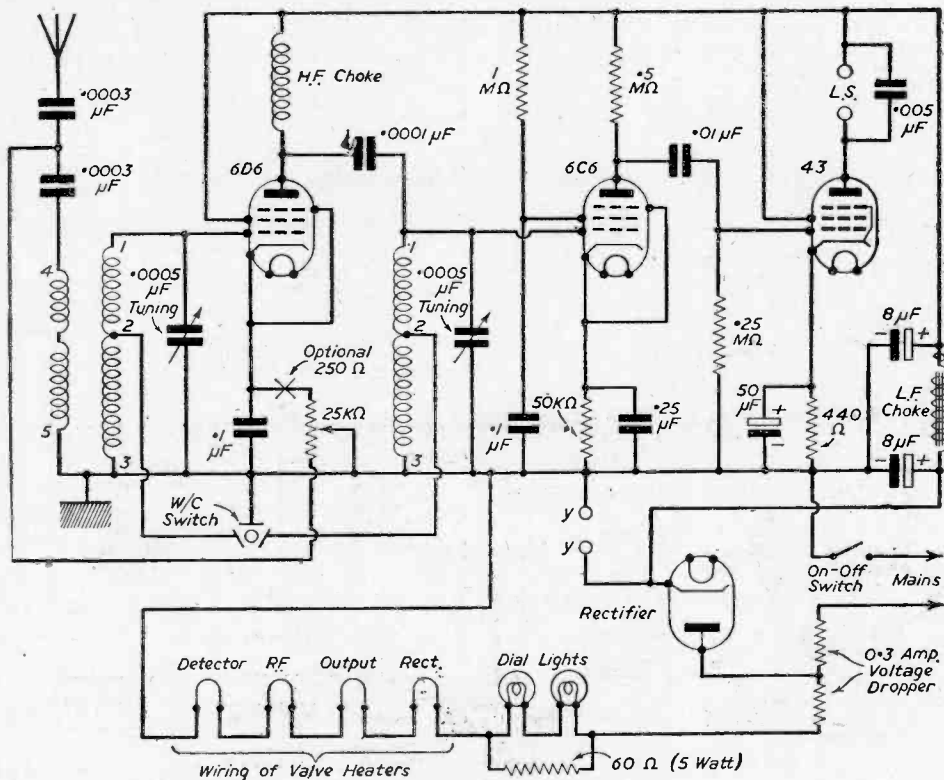 H.F. Choke
1
MΩ
.5
MΩ
L.S.
.005
μF
.0003
μF
.0003
μF
.0001 μF
.01 μF
6D6
6C6
43
4
5
1
2
3
.0005
μF
Tuning
1
2
3
.0005
μF
Tuning
Optional
250 Ω
25KΩ
.1
μF
.1
μF
50KΩ
.25
μF
.25
MΩ
50
μF
+
-
440
Ω
8 μF
- +
L.F.
Choke
8 μF
- +
W/C
Switch
y
y
Rectifier
On-Off
Switch
Mains
0.3 Amp.
Voltage
Dropper
Detector R.F. Output Rect.
Dial Lights
60 Ω (5 Watt)
Wiring of Valve Heaters